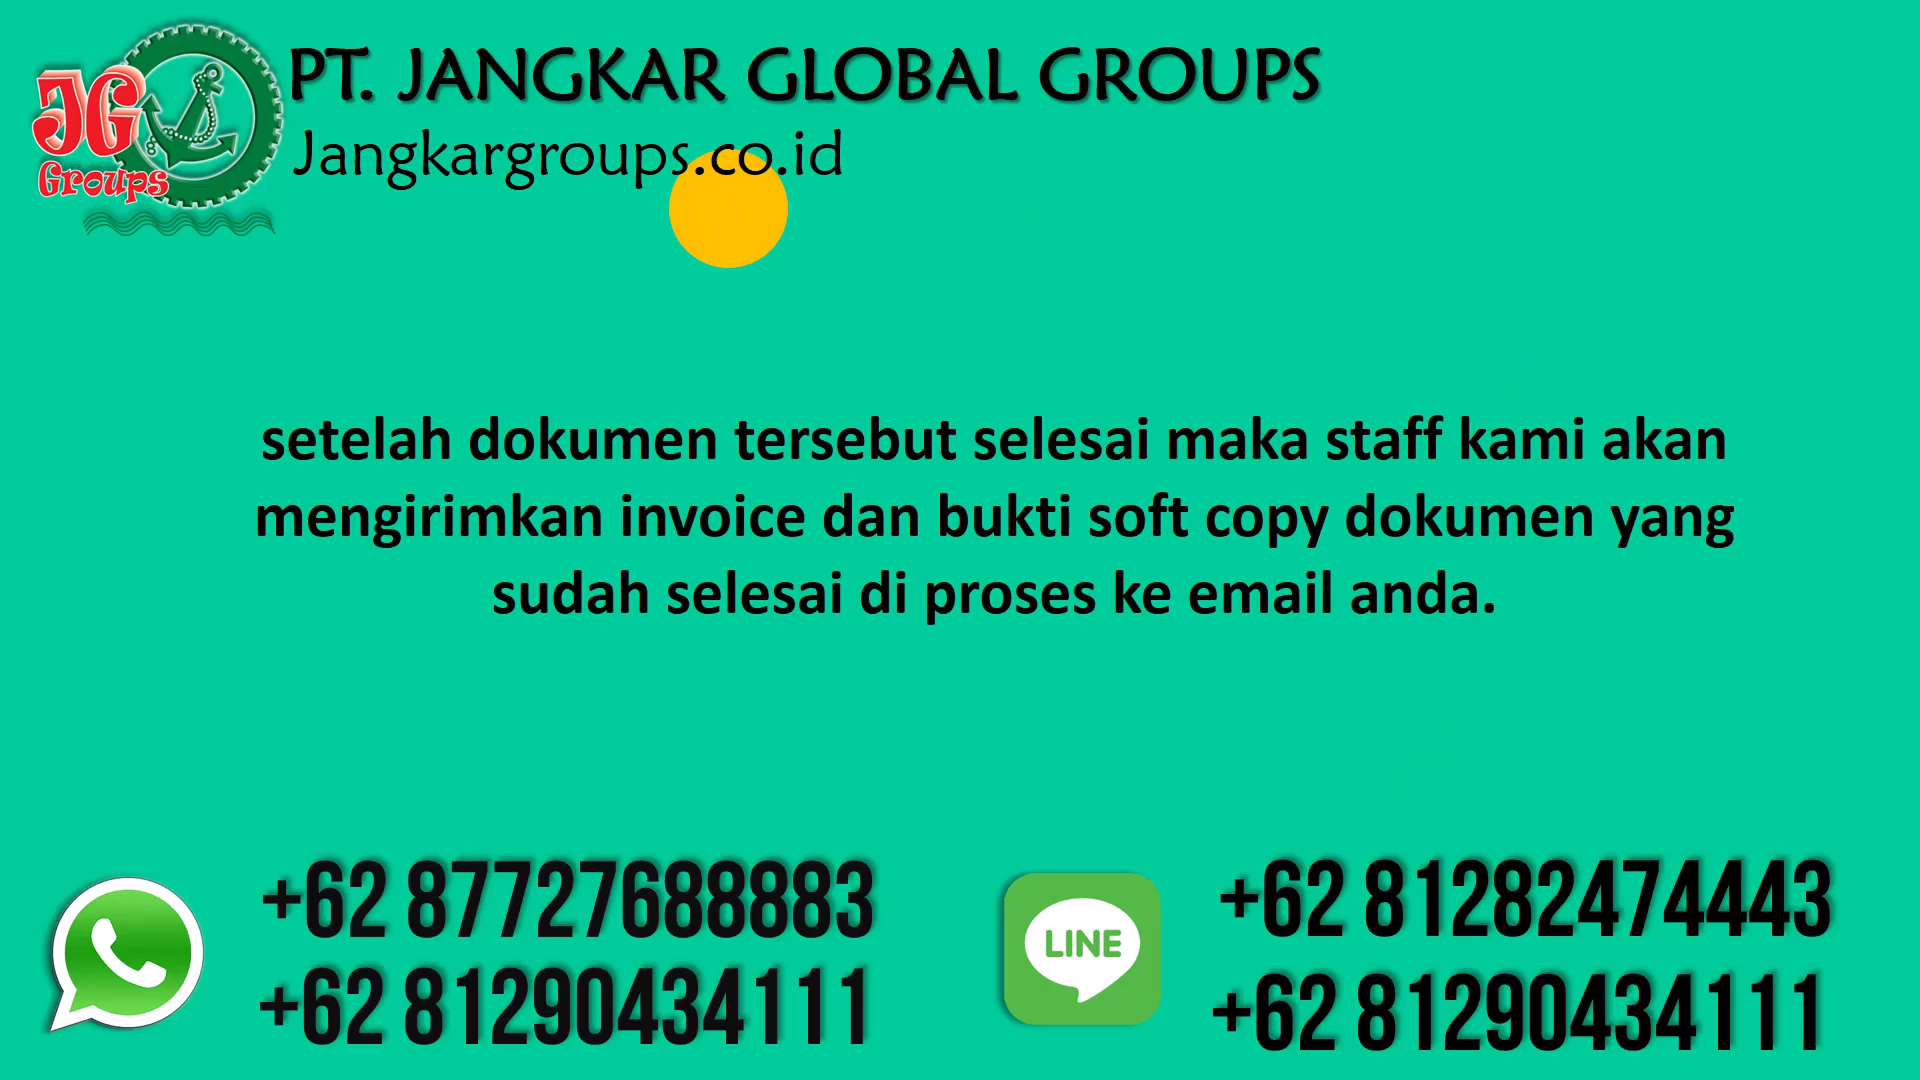 JG
Groups
PT. JANGKAR GLOBAL GROUPS
Jangkargroups.co.id
setelah dokumen tersebut selesai maka staff kami akan
mengirimkan invoice dan bukti soft copy dokumen yang
sudah selesai di proses ke email anda.
+62 87727688883
+62 81290434111
LINE
+62 81282474443
+62 81290434111